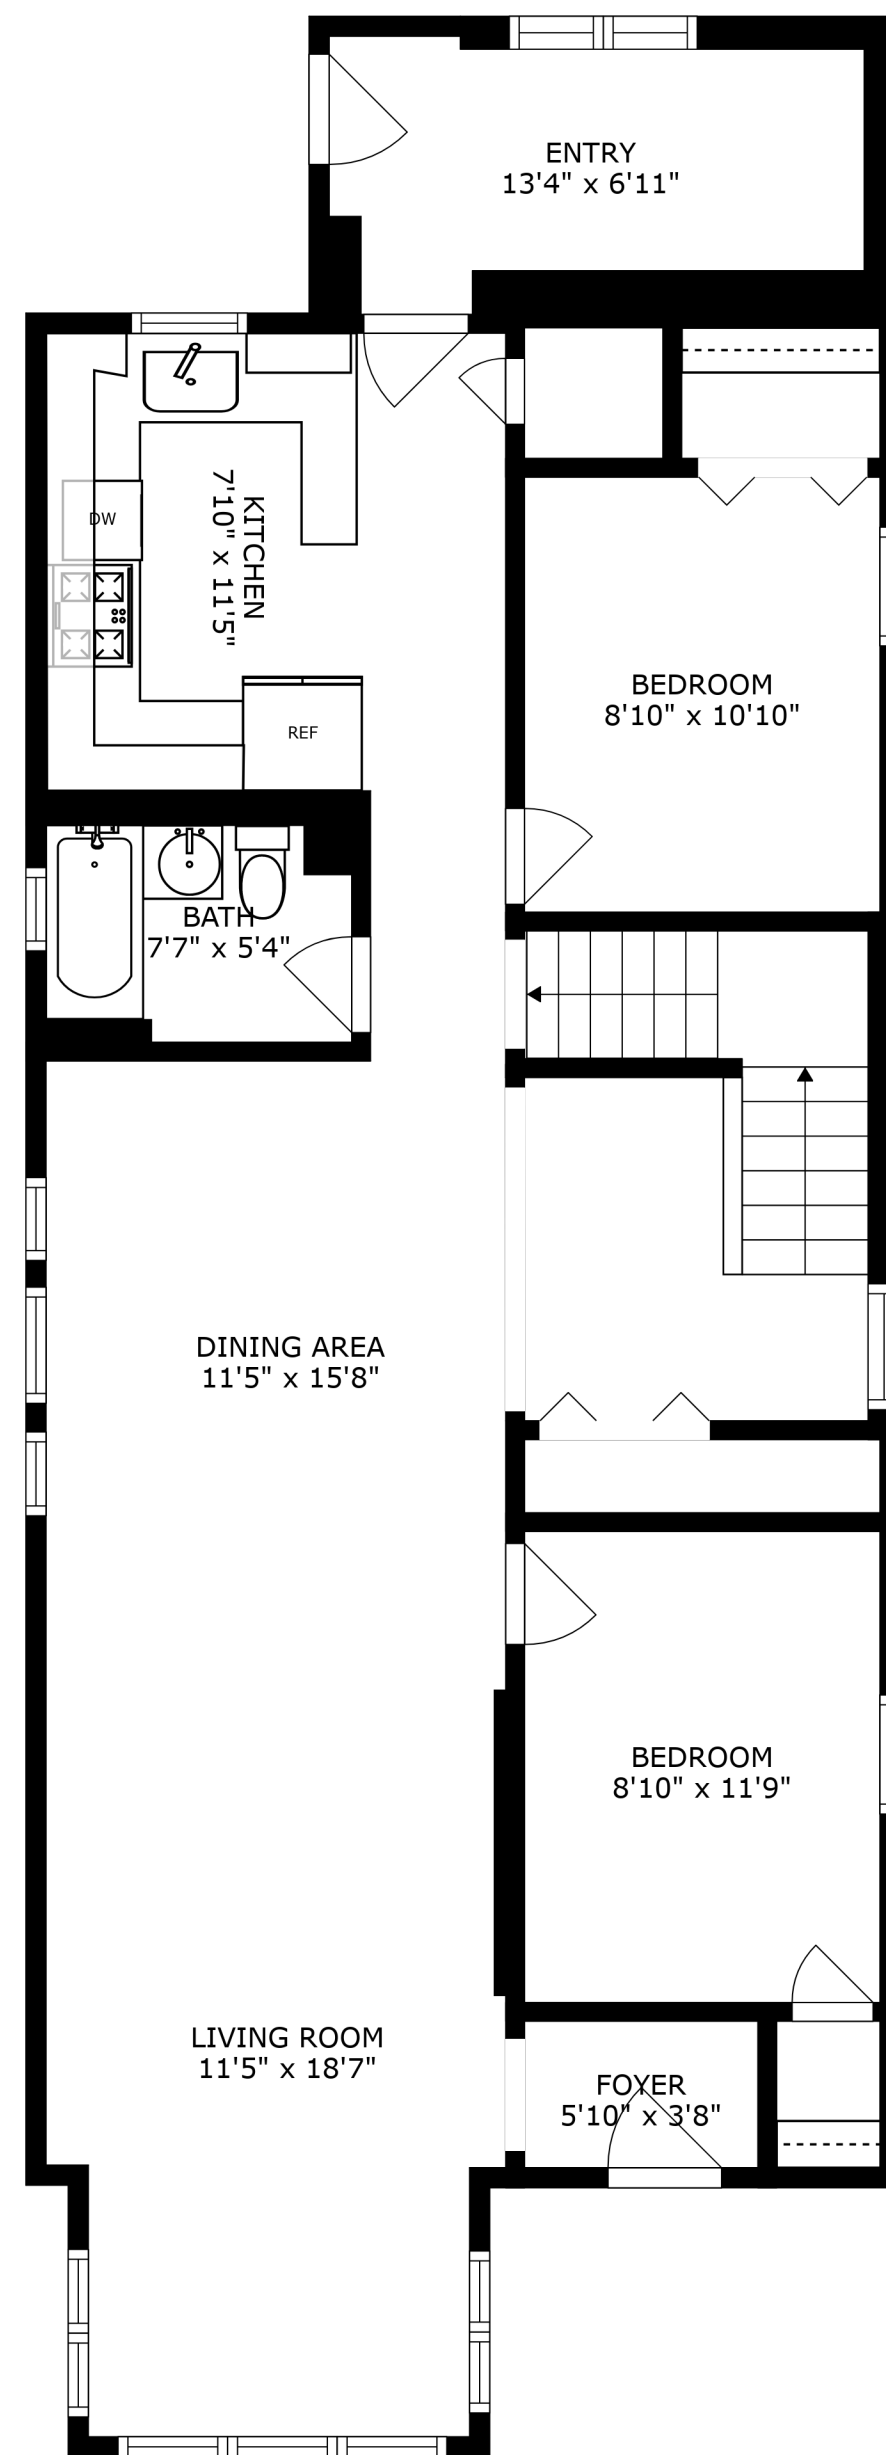 ENTRY
13'4" x 6'11"
KITCHEN
7'10" x 11'5"
DW
REF
BEDROOM
8'10" x 10'10"
BATH
7'7" x 5'4"
DINING AREA
11'5" x 15'8"
BEDROOM
8'10" x 11'9"
LIVING ROOM
11'5" x 18'7"
FOYER
5'10" x 3'8"